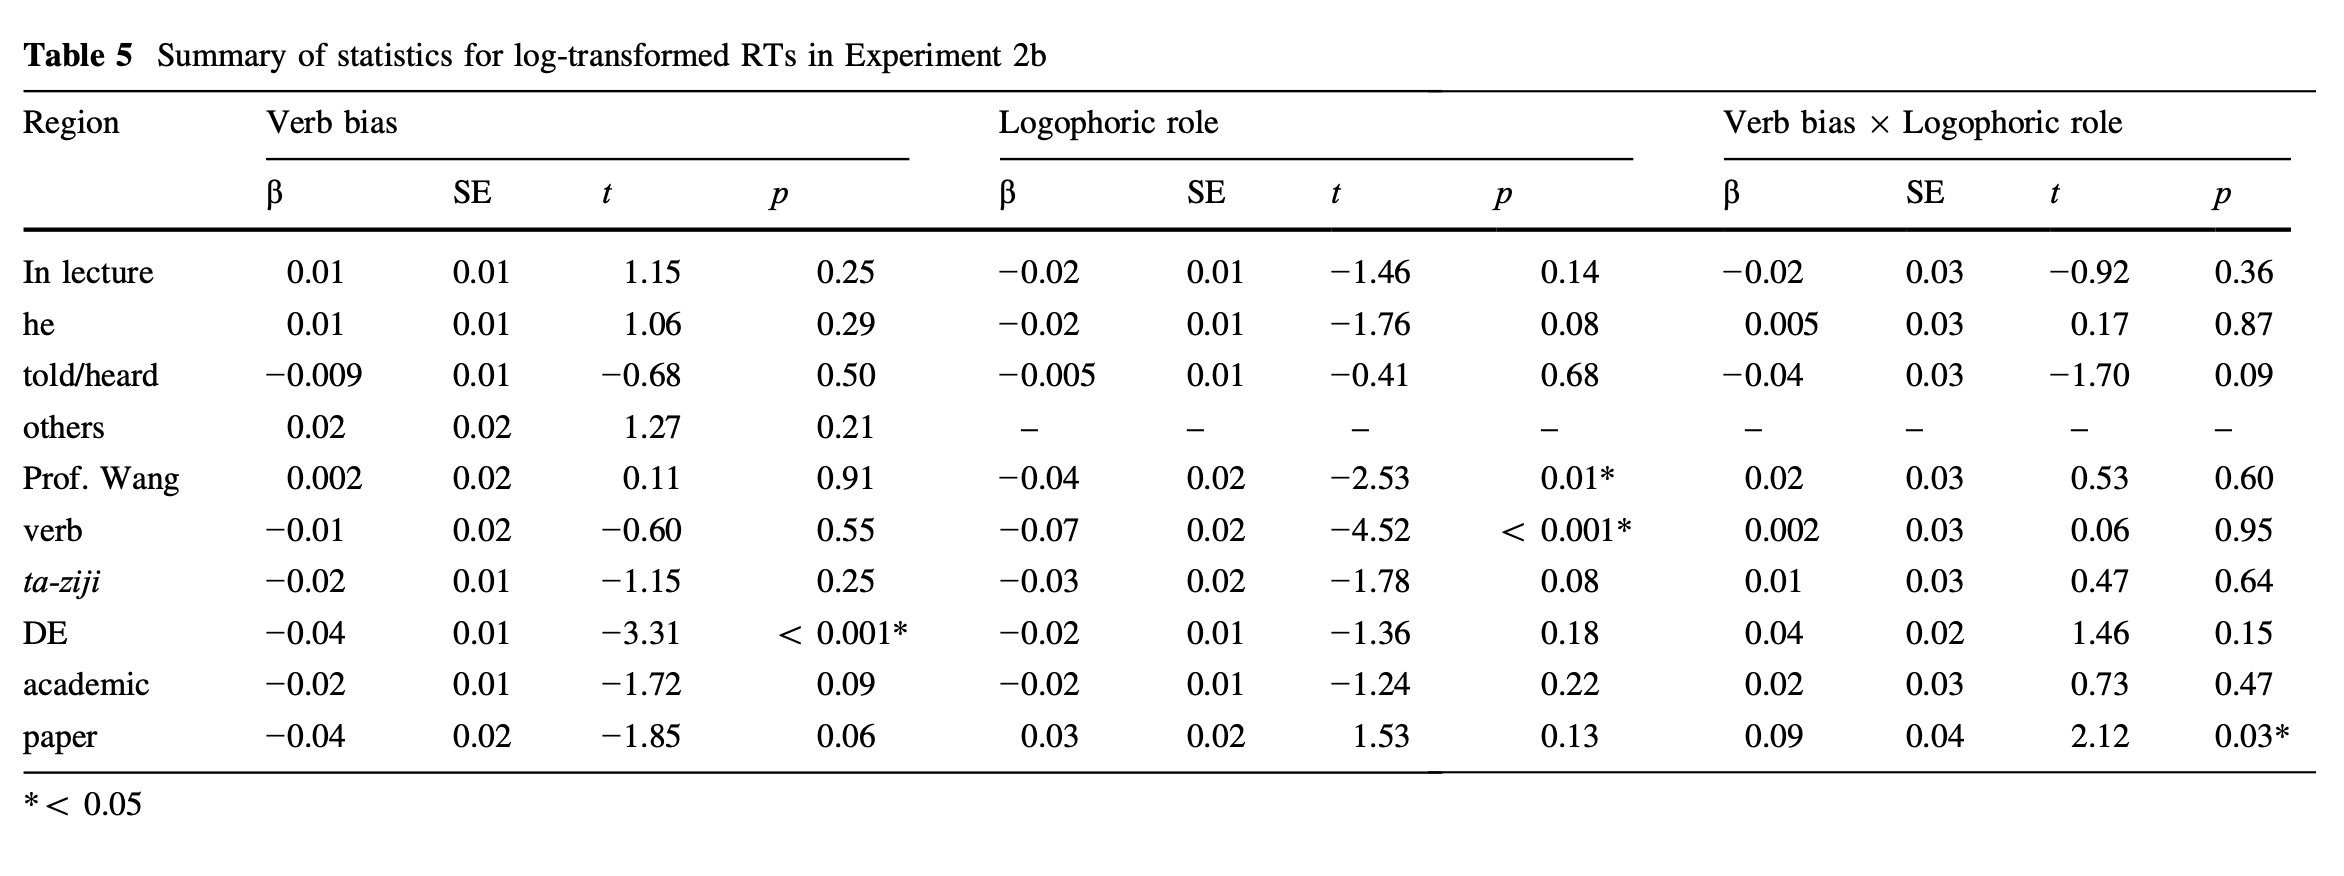 Table 5 Summary of statistics for log-transformed RTs in Experiment 2b
Region Verb bias Logophoric role Verb bias × Logophoric role
β SE t p β SE t p β SE t p
In lecture 0.01 0.01 1.15 0.25 −0.02 0.01 −1.46 0.14 −0.02 0.03 −0.92 0.36
he 0.01 0.01 1.06 0.29 −0.02 0.01 −1.76 0.08 0.005 0.03 0.17 0.87
told/heard −0.009 0.01 −0.68 0.50 −0.005 0.01 −0.41 0.68 −0.04 0.03 −1.70 0.09
others 0.02 0.02 1.27 0.21 – – – – – – – –
Prof. Wang 0.002 0.02 0.11 0.91 −0.04 0.02 −2.53 0.01* 0.02 0.03 0.53 0.60
verb −0.01 0.02 −0.60 0.55 −0.07 0.02 −4.52 < 0.001* 0.002 0.03 0.06 0.95
ta-ziji −0.02 0.01 −1.15 0.25 −0.03 0.02 −1.78 0.08 0.01 0.03 0.47 0.64
DE −0.04 0.01 −3.31 < 0.001* −0.02 0.01 −1.36 0.18 0.04 0.02 1.46 0.15
academic −0.02 0.01 −1.72 0.09 −0.02 0.01 −1.24 0.22 0.02 0.03 0.73 0.47
paper −0.04 0.02 −1.85 0.06 0.03 0.02 1.53 0.13 0.09 0.04 2.12 0.03*
*< 0.05